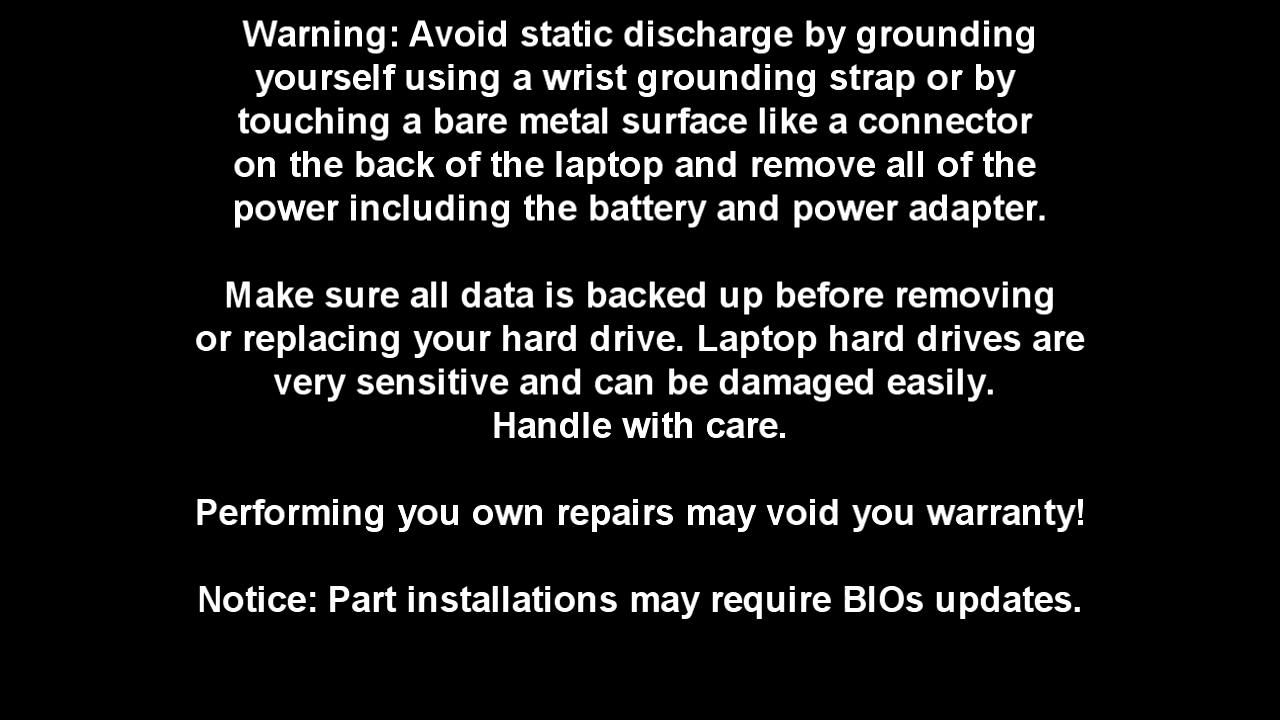 Warning: Avoid static discharge by grounding
yourself using a wrist grounding strap or by
touching a bare metal surface like a connector
on the back of the laptop and remove all of the
power including the battery and power adapter.
Make sure all data is backed up before removing
or replacing your hard drive. Laptop hard drives are
very sensitive and can be damaged easily.
Handle with care.
Performing you own repairs may void you warranty!
Notice: Part installations may require BIOs updates.